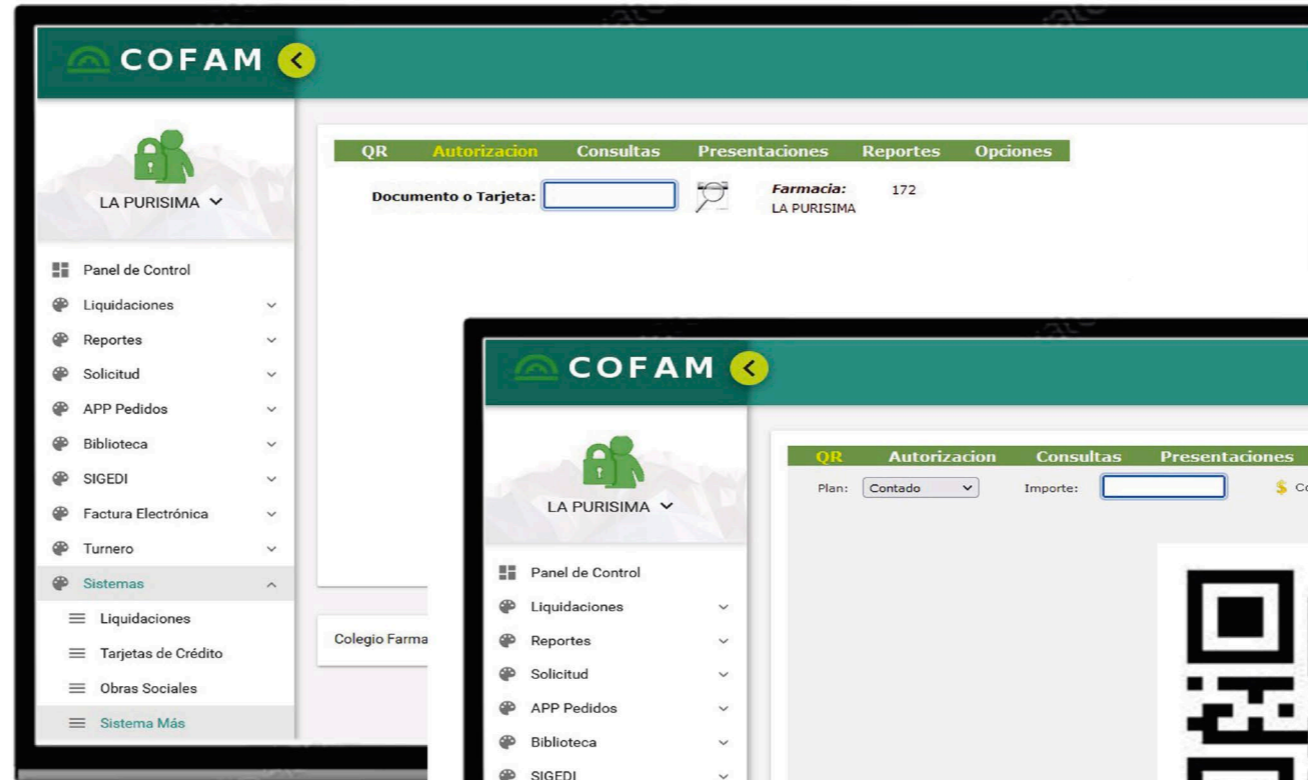 COFAM
LA PURISIMA
QR Autorizacion Consultas Presentaciones Reportes Opciones
Documento o Tarjeta:
Farmacia: 172
LA PURISIMA
Panel de Control
Liquidaciones
Reportes
Solicitud
APP Pedidos
Biblioteca
SIGEDI
Factura Electrónica
Turnero
Sistemas
Liquidaciones
Tarjetas de Crédito
Obras Sociales
Sistema Más
Colegio Farma
COFAM
LA PURISIMA
QR Autorizacion Consultas Presentaciones
Plan: Contado Importe: $ Co
Panel de Control
Liquidaciones
Reportes
Solicitud
APP Pedidos
Biblioteca
SIGEDI